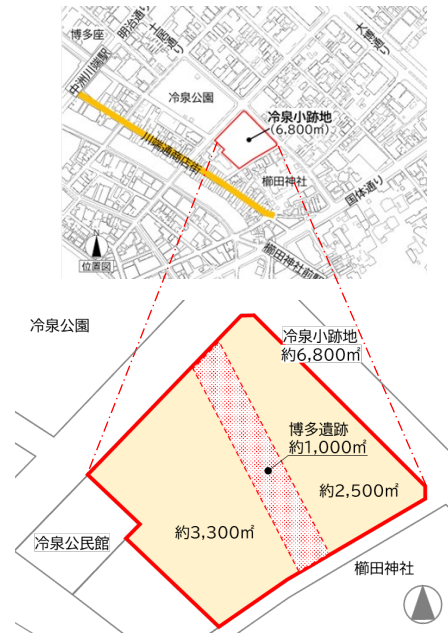 博多座
明治通り
土居通り
大博通り
中洲川端駅
冷泉公園
冷泉小跡地
(6,800㎡)
川端通商店街
櫛田神社
国体通り
櫛田神社前駅
N
位置図
冷泉公園
冷泉小跡地
約6,800㎡
博多遺跡
約1,000㎡
約2,500㎡
約3,300㎡
冷泉公民館
櫛田神社